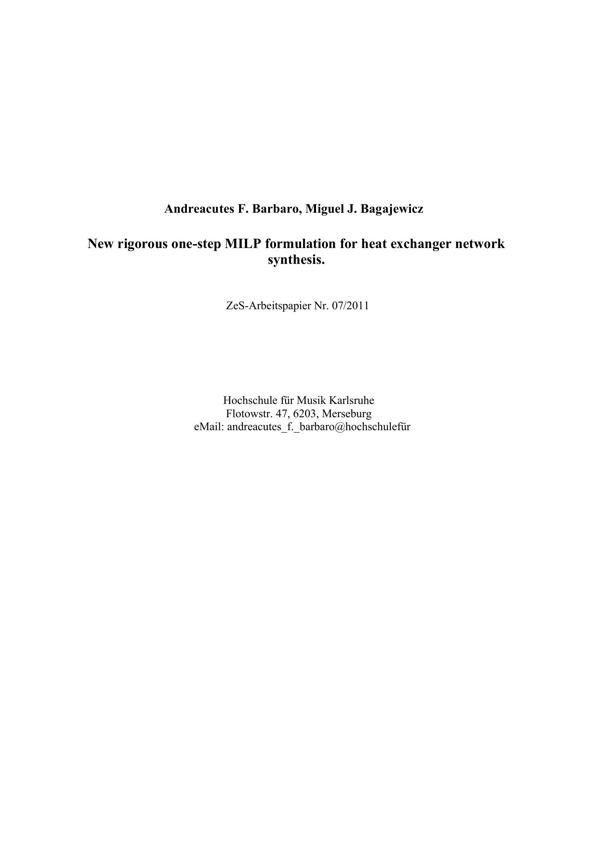 Andreacutes F. Barbaro, Miguel J. Bagajewicz
New rigorous one-step MILP formulation for heat exchanger network
synthesis.
ZeS-Arbeitspapier Nr. 07/2011
Hochschule für Musik Karlsruhe
Flotowstr. 47, 6203, Merseburg
eMail: andreacutes_f._barbaro@hochschulefür